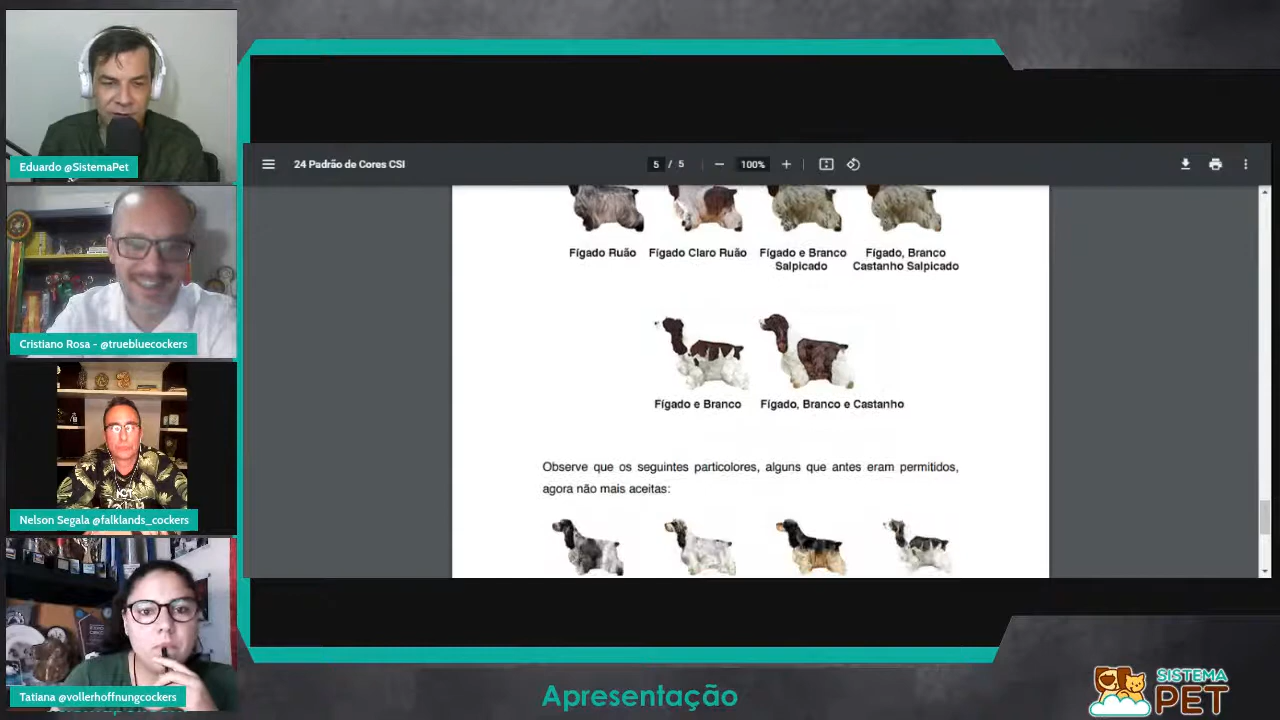 Eduardo @SistemaPet
Cristiano Rosa - @truebluecockers
Nelson Segala @falklands_cockers
Tatiana @vollerhoffnungcockers
24 Padrão de Cores CSI
5 / 5
100%
Fígado Ruão
Fígado Claro Ruão
Fígado e Branco
Salpicado
Fígado, Branco
Castanho Salpicado
Fígado e Branco
Fígado, Branco e Castanho
Observe que os seguintes particolores, alguns que antes eram permitidos,
agora não mais aceitas:
Apresentação
SISTEMA
PET